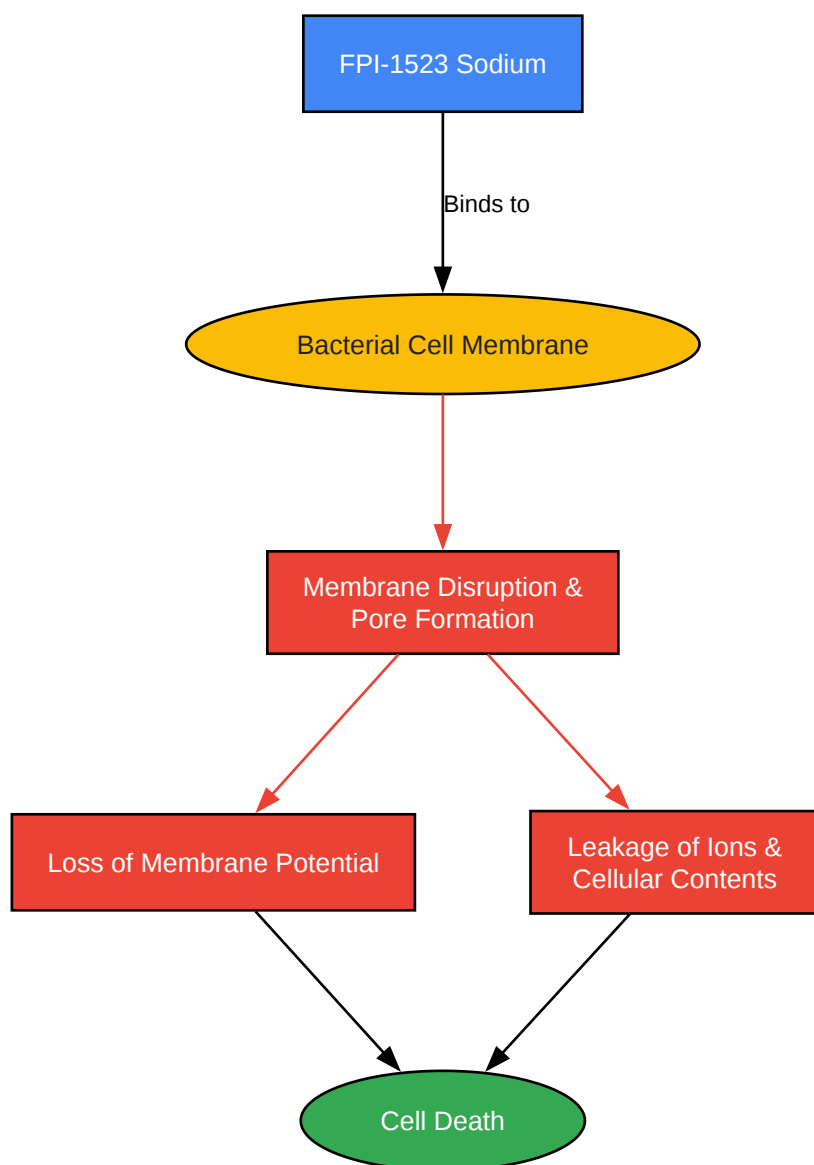 FPI-1523 Sodium
Binds to
Bacterial Cell Membrane
Membrane Disruption &
Pore Formation
Loss of Membrane Potential
Leakage of Ions &
Cellular Contents
Cell Death